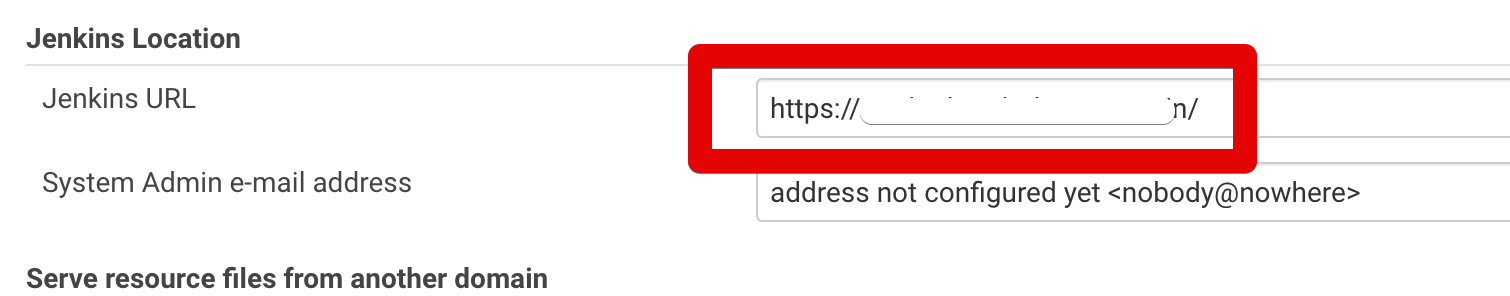 Jenkins Location
Jenkins URL
https://
n/
System Admin e-mail address
address not configured yet <nobody@nowhere>
Serve resource files from another domain